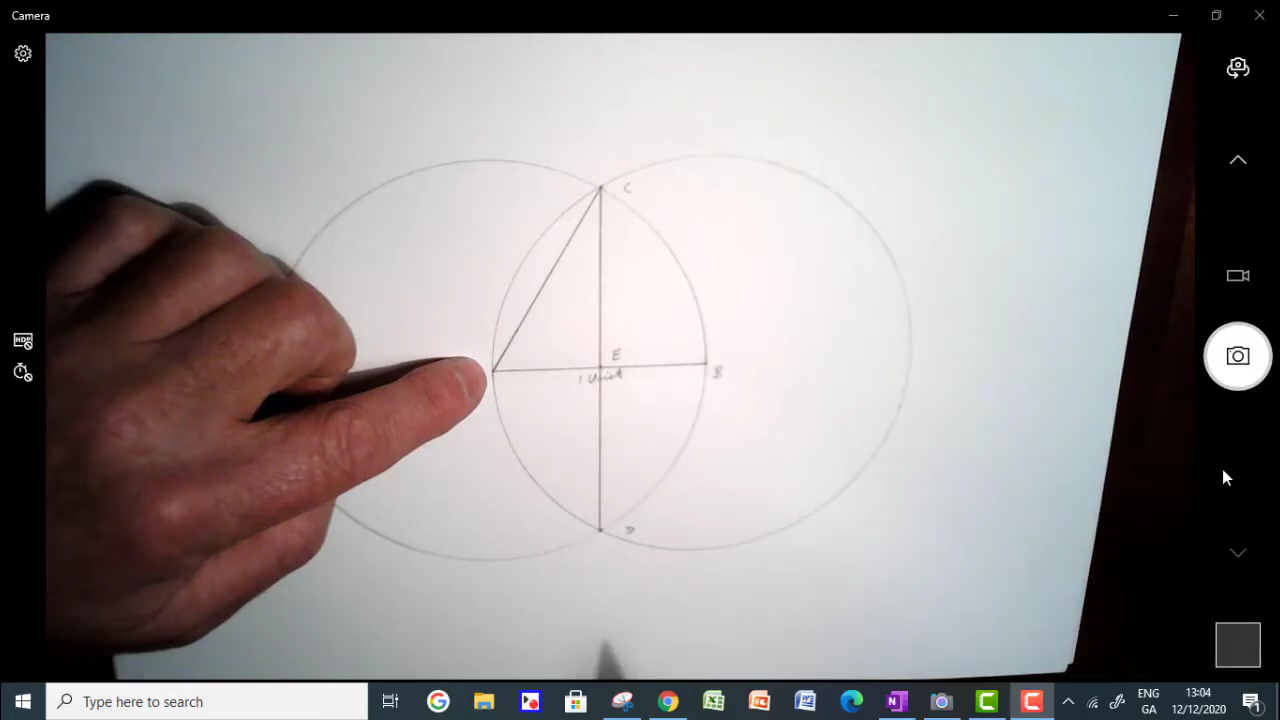 Camera
C
E
1 Unit
B
D
Type here to search
ENG
GA
13:04
12/12/2020